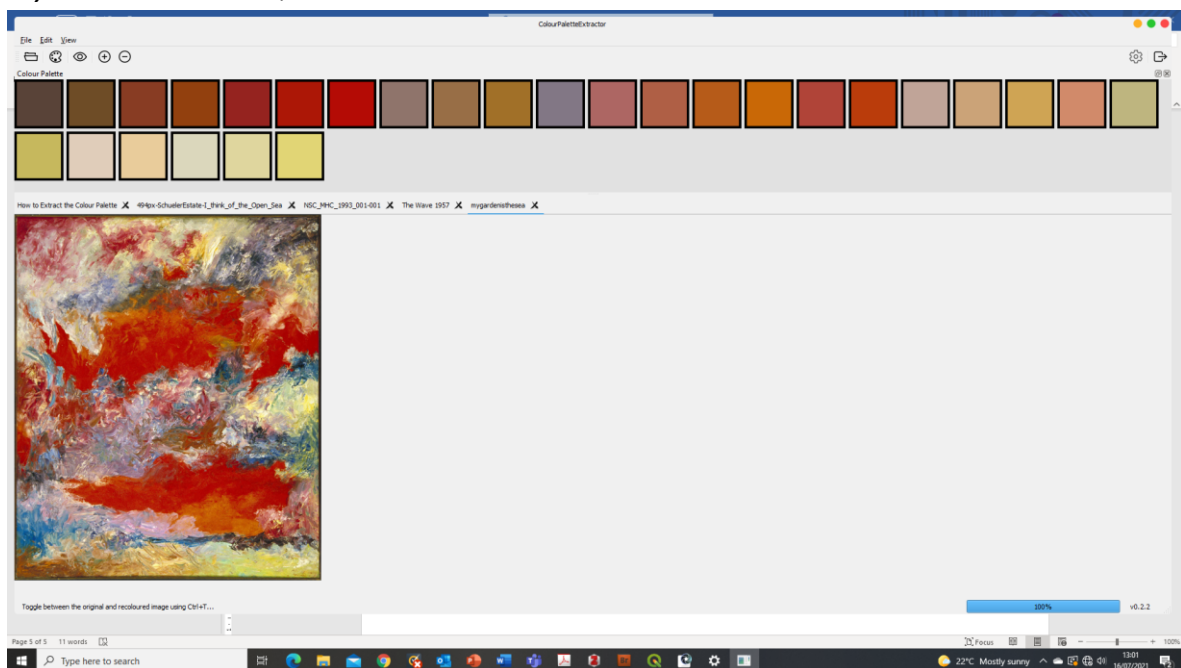 ColourPaletteExtractor
File Edit View
Colour Palette
How to Extract the Colour Palette 494px-SchuelerEstate-I_think_of_the_Open_Sea NSC_MHC_1993_001-001 The Wave 1957 mygardenisthesea
Toggle between the original and recoloured image using Ctrl+T... 100% v0.2.2
Page 5 of 5 11 words Focus 100%
Type here to search 22°C Mostly sunny 13:01
16/07/2021